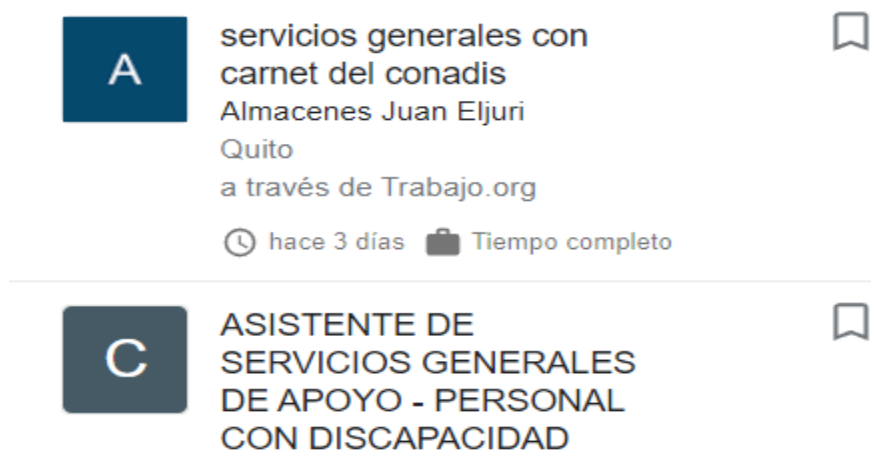 A
servicios generales con
carnet del conadis
Almacenes Juan Eljuri
Quito
a través de Trabajo.org
hace 3 días Tiempo completo
C
ASISTENTE DE
SERVICIOS GENERALES
DE APOYO - PERSONAL
CON DISCAPACIDAD